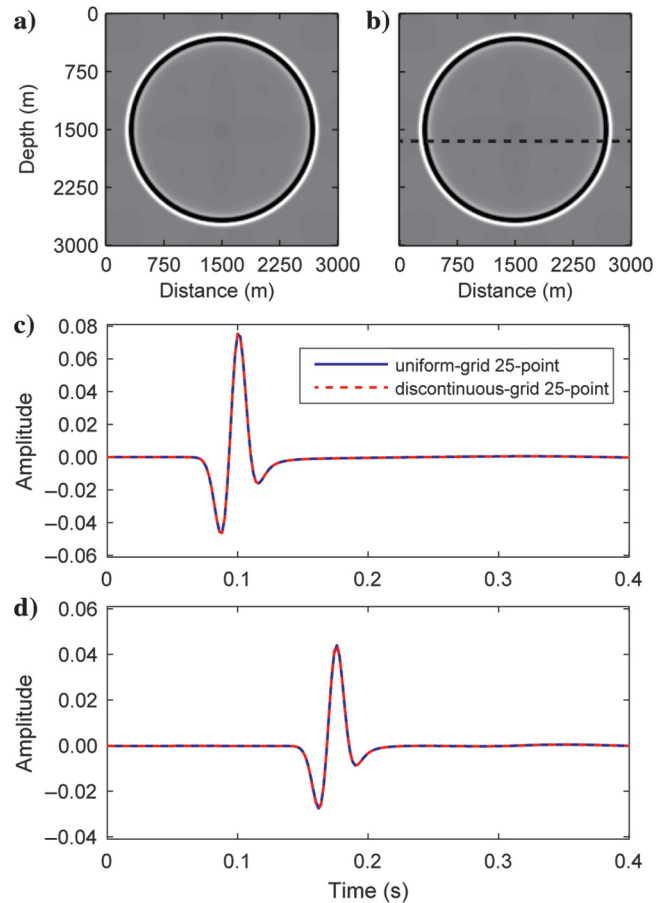 a)
b)
0
750
1500
2250
3000
Depth (m)
0 750 1500 2250 3000
Distance (m)
0 750 1500 2250 3000
Distance (m)
c)
0.08
0.06
0.04
0.02
0.00
–0.02
–0.04
–0.06
Amplitude
uniform-grid 25-point
discontinuous-grid 25-point
0 0.1 0.2 0.3 0.4
d)
0.06
0.04
0.02
0.00
–0.02
–0.04
Amplitude
0 0.1 0.2 0.3 0.4
Time (s)